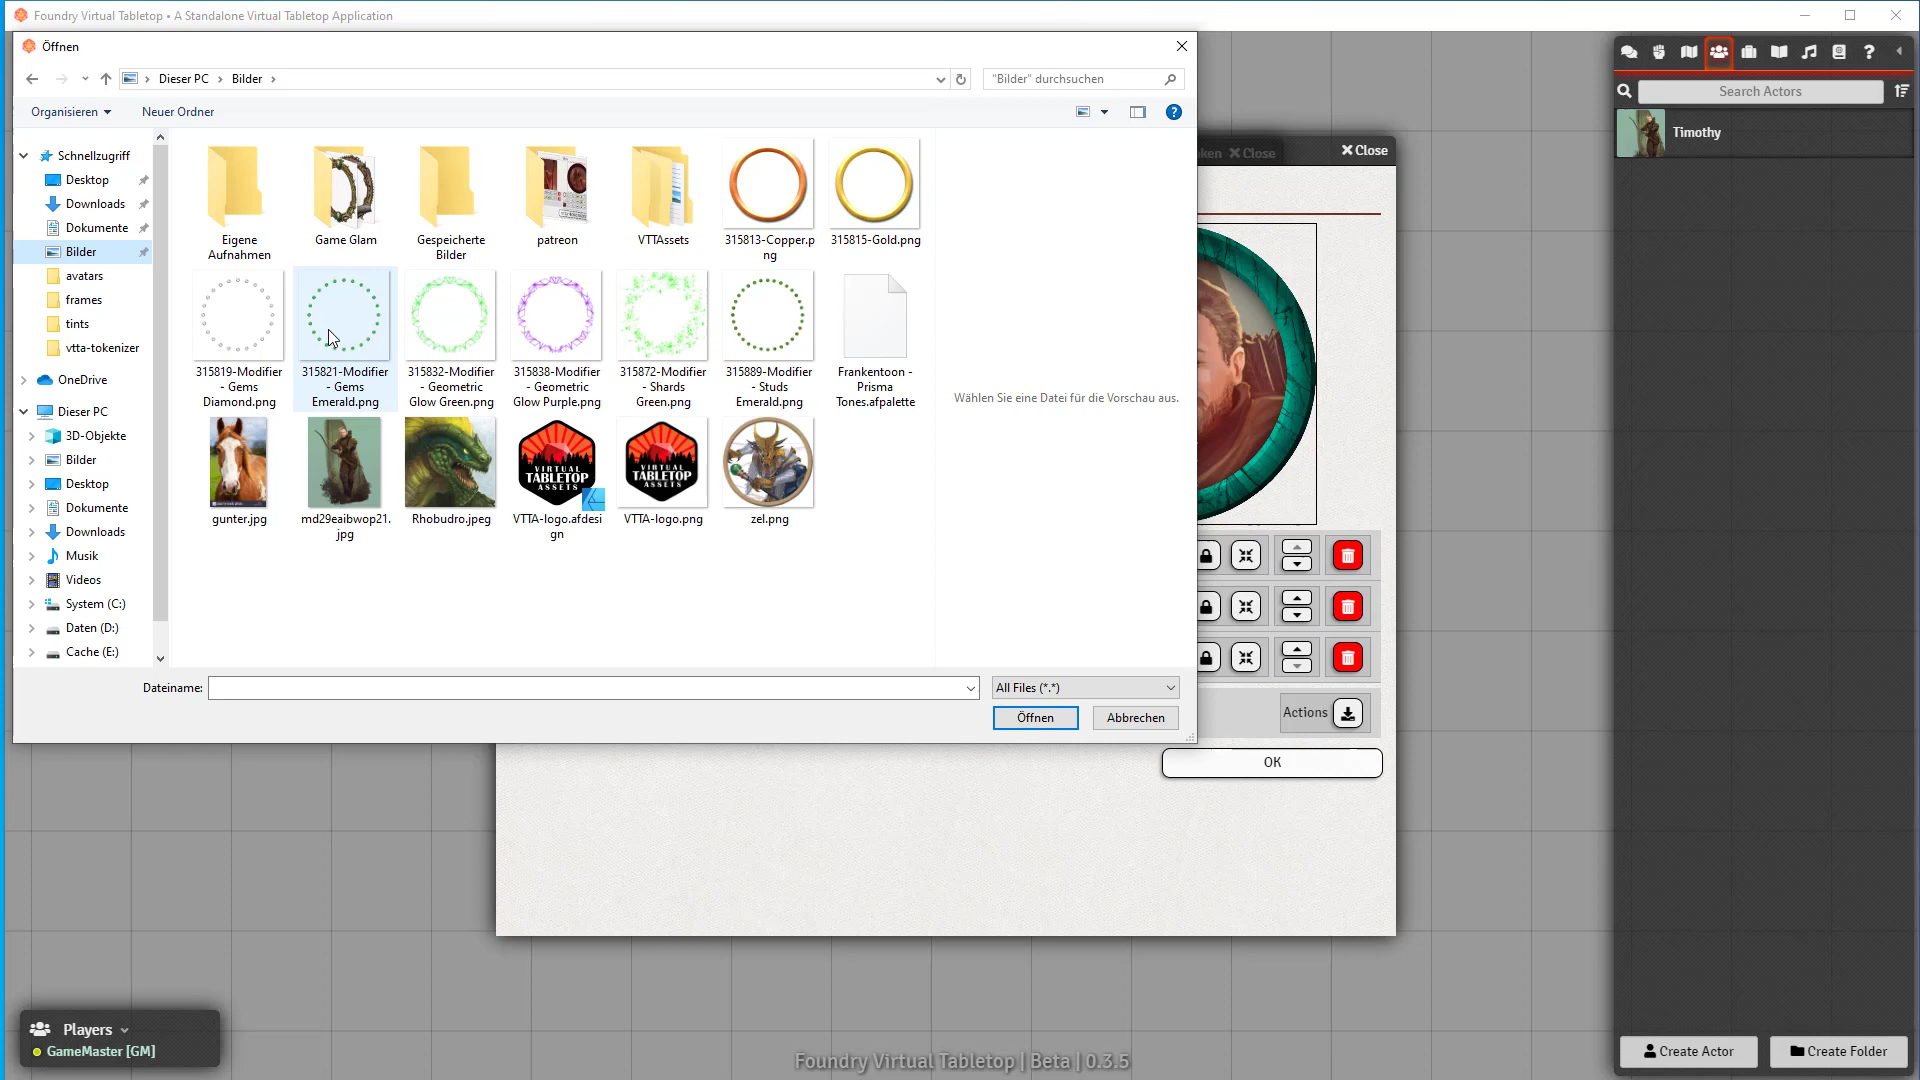 Foundry Virtual Tabletop • A Standalone Virtual Tabletop Application
Öffnen
Dieser PC
Bilder
"Bilder" durchsuchen
Organisieren
Neuer Ordner
Schnellzugriff
Desktop
Downloads
Dokumente
Bilder
avatars
frames
tints
vtta-tokenizer
OneDrive
Dieser PC
3D-Objekte
Bilder
Desktop
Dokumente
Downloads
Musik
Videos
System (C:)
Daten (D:)
Cache (E:)
Eigene
Aufnahmen
Game Glam
Gespeicherte
Bilder
patreon
VTTAssets
315813-Copper.p
ng
315815-Gold.png
315819-Modifier
- Gems
Diamond.png
315821-Modifier
- Gems
Emerald.png
315832-Modifier
- Geometric
Glow Green.png
315838-Modifier
- Geometric
Glow Purple.png
315872-Modifier
- Shards
Green.png
315889-Modifier
- Studs
Emerald.png
Frankentoon -
Prisma
Tones.afpalette
gunter.jpg
md29eaibwop21.
jpg
Rhobudro.jpeg
VIRTUAL
TABLETOP
ASSETS
VTTA-logo.afdesi
gn
VIRTUAL
TABLETOP
ASSETS
VTTA-logo.png
zel.png
Wählen Sie eine Datei für die Vorschau aus.
Dateiname:
All Files (*.*)
Öffnen
Abbrechen
Close
Close
Actions
OK
Search Actors
Timothy
Create Actor
Create Folder
Players
GameMaster [GM]
Foundry Virtual Tabletop | Beta | 0.3.5